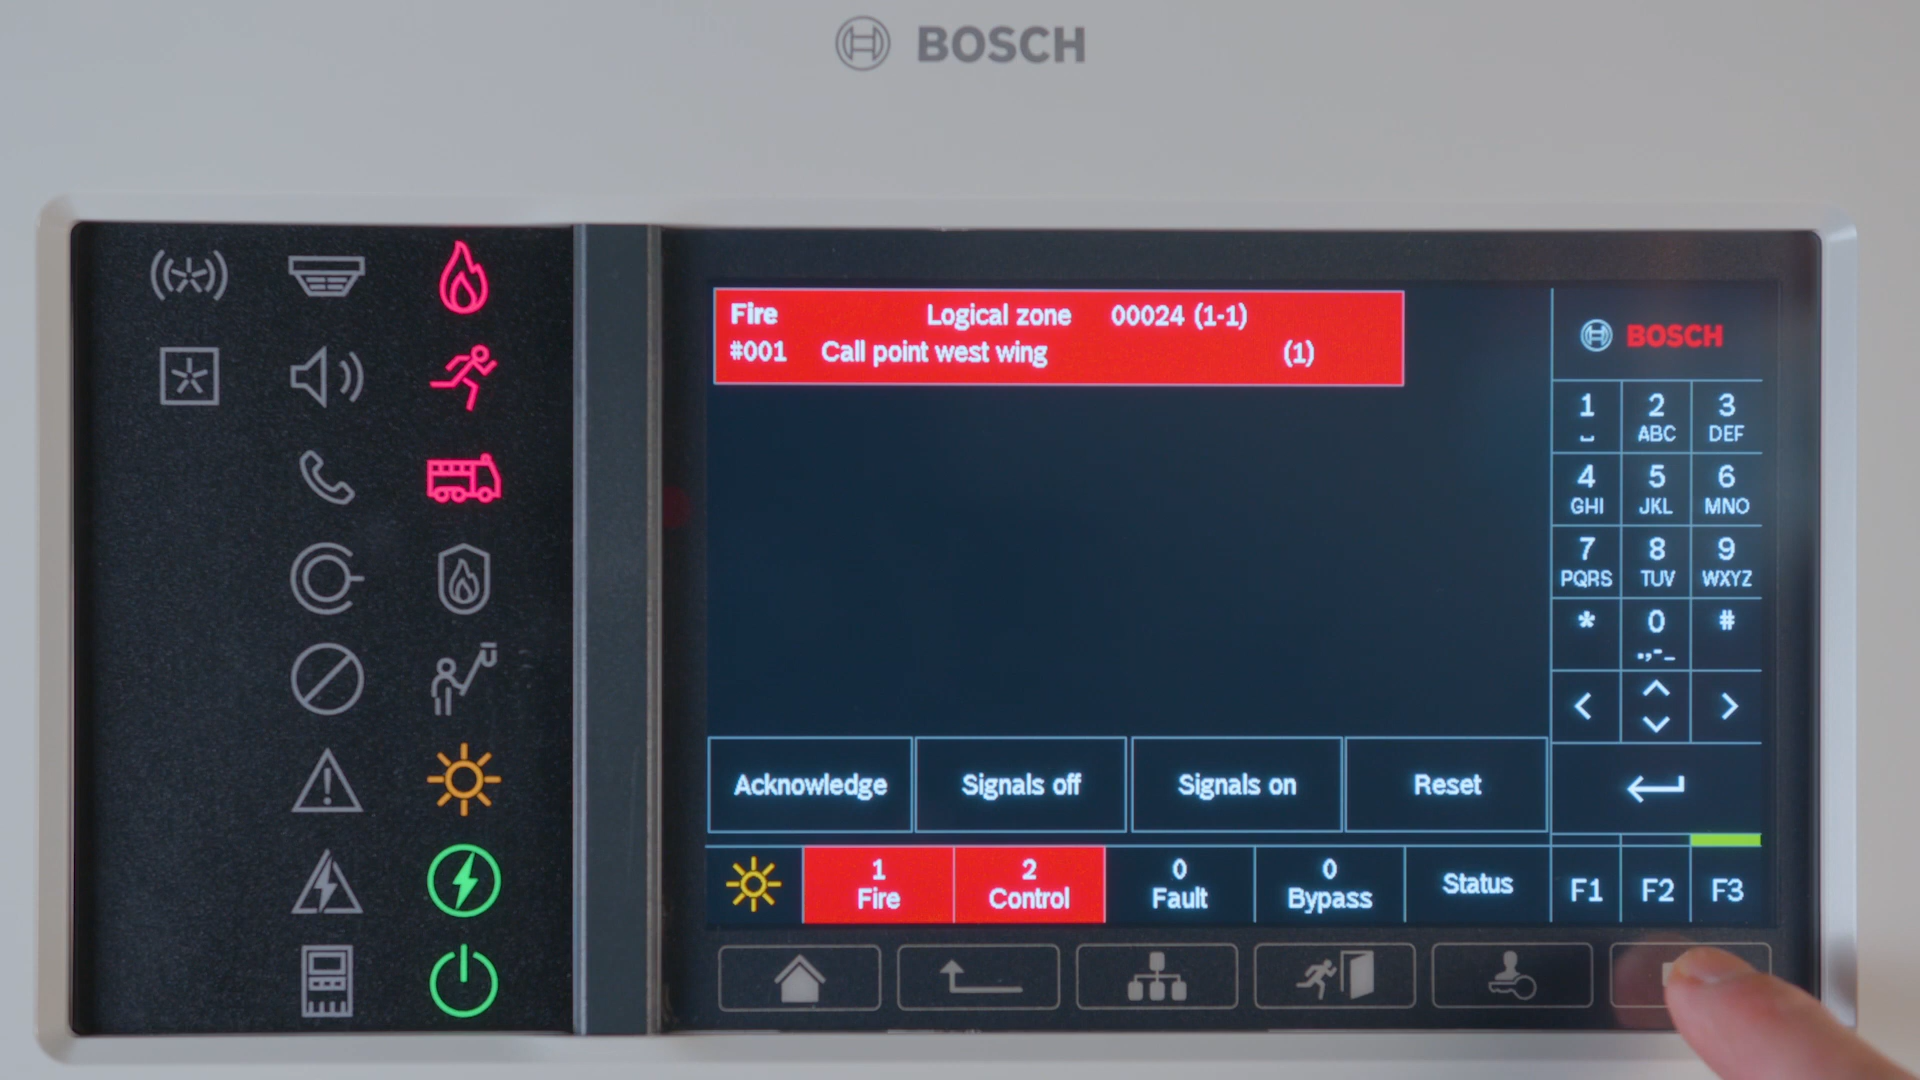 BOSCH
Fire Logical zone 00024 (1-1)
#001 Call point west wing (1)
BOSCH
1 2 3
ABC DEF
4 5 6
GHI JKL MNO
7 8 9
PQRS TUV WXYZ
* 0 #
.,-_
Acknowledge Signals off Signals on Reset
1 2 0 0
Fire Control Fault Bypass Status F1 F2 F3